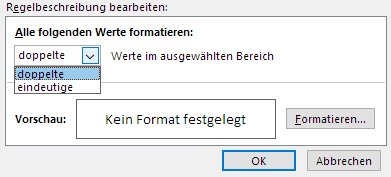 Regelbeschreibung bearbeiten:
Alle folgenden Werte formatieren:
doppelte Werte im ausgewählten Bereich
doppelte
eindeutige
Vorschau: Kein Format festgelegt Formatieren...
OK Abbrechen